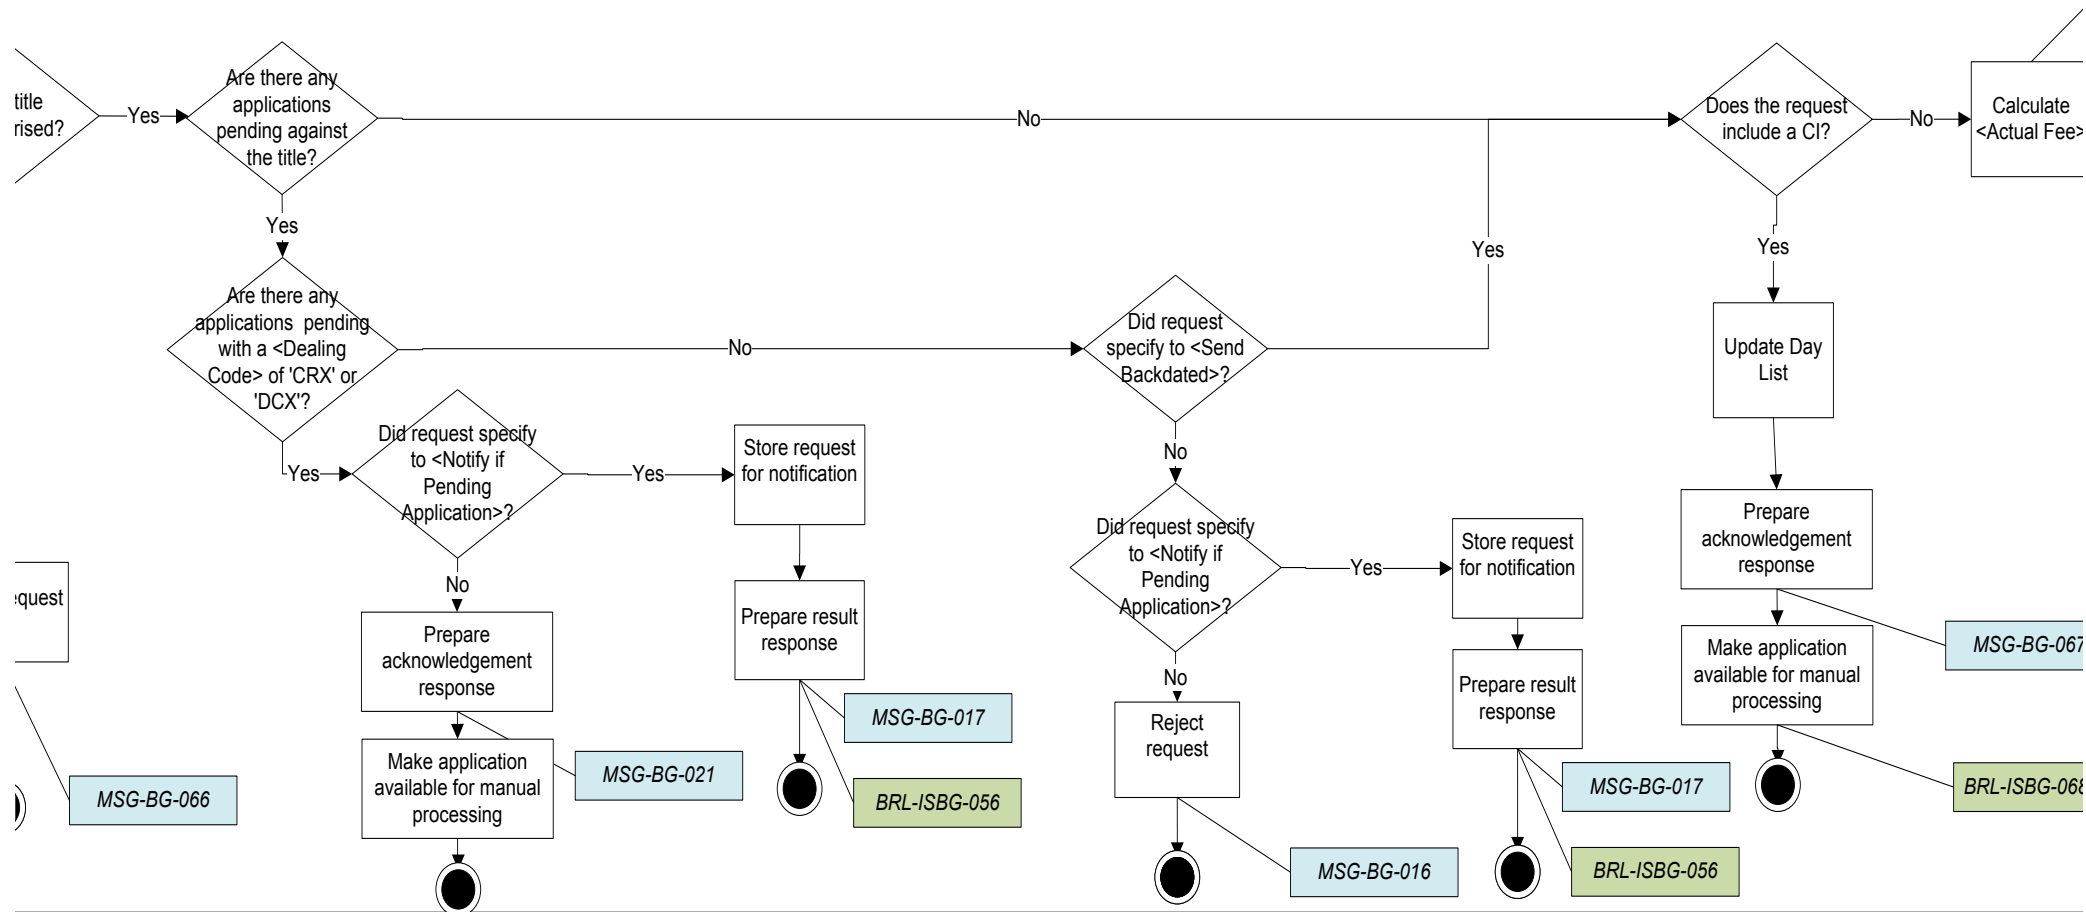 title
rised?
Yes
Are there any
applications
pending against
the title?
No
Does the request
include a CI?
No
Calculate
<Actual Fee>
Yes
Yes
Yes
Are there any
applications pending
with a <Dealing
Code> of 'CRX' or
'DCX'?
No
Did request
specify to <Send
Backdated>?
Update Day
List
Yes
Did request specify
to <Notify if
Pending
Application>?
Yes
Store request
for notification
No
Did request specify
to <Notify if
Pending
Application>?
Yes
Store request
for notification
Prepare
acknowledgement
response
No
quest
Prepare
acknowledgement
response
Prepare result
response
No
Prepare result
response
Make application
available for manual
processing
MSG-BG-067
MSG-BG-017
Reject
request
MSG-BG-066
Make application
available for manual
processing
MSG-BG-021
BRL-ISBG-056
MSG-BG-017
BRL-ISBG-068
MSG-BG-016
BRL-ISBG-056